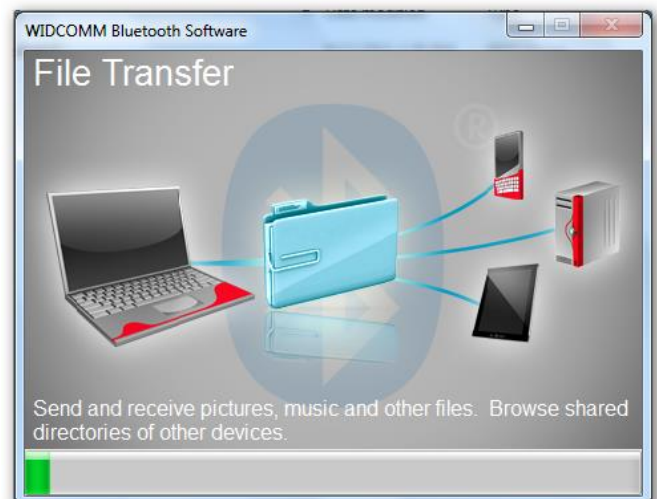 WIDCOMM Bluetooth Software
File Transfer
®
Send and receive pictures, music and other files. Browse shared
directories of other devices.